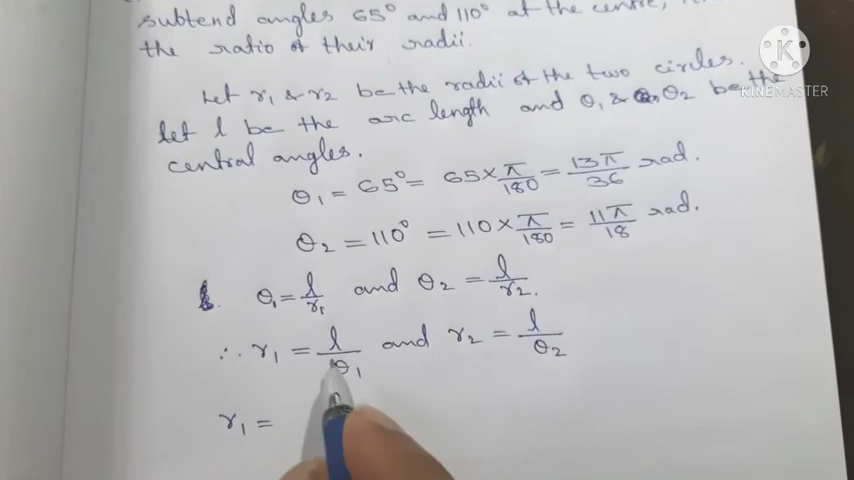 subtend angles 65° and 110° at the centre,
the ratio of their radii.
Let r₁ & r₂ be the radii of the two circles.
let l be the arc length and θ₁ & θ₂ be the
central angles.
θ₁ = 65° = 65 × π/180 = 13π/36 rad.
θ₂ = 110° = 110 × π/180 = 11π/18 rad.
θ₁ = l/r₁ and θ₂ = l/r₂.
∴ r₁ = l/θ₁ and r₂ = l/θ₂
r₁ =
K
KINEMASTER